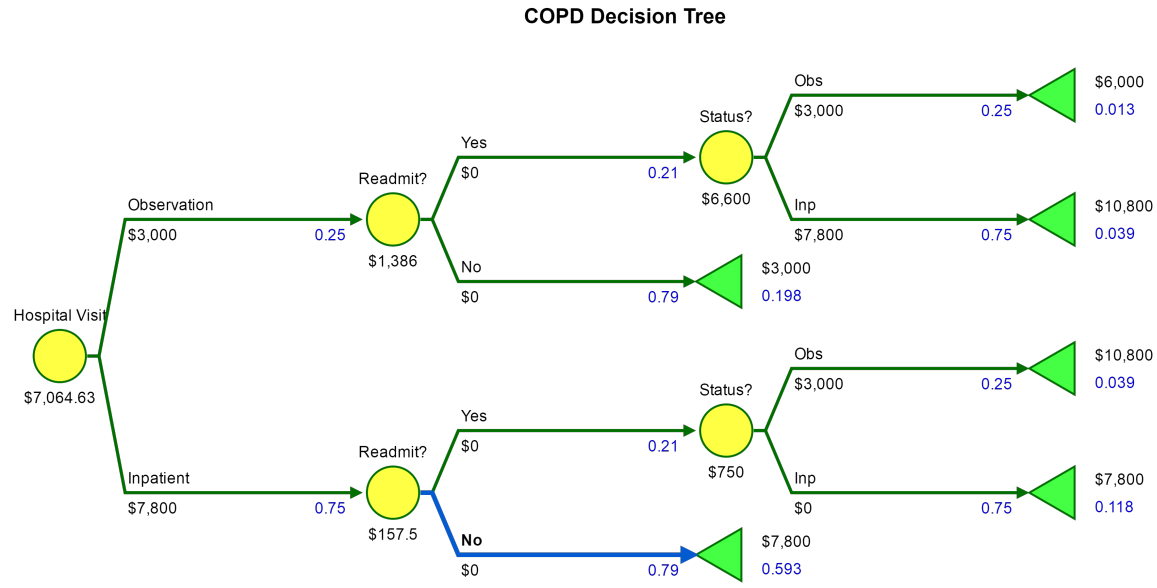 COPD Decision Tree
Obs
$3,000
0.25
$6,000
0.013
Status?
$6,600
Yes
$0
0.21
Inp
$7,800
0.75
$10,800
0.039
Readmit?
$1,386
Observation
$3,000
0.25
No
$0
0.79
$3,000
0.198
Hospital Visit
$7,064.63
Obs
$3,000
0.25
$10,800
0.039
Status?
$750
Yes
$0
0.21
Inp
$0
0.75
$7,800
0.118
Readmit?
$157.5
Inpatient
$7,800
0.75
No
$0
0.79
$7,800
0.593